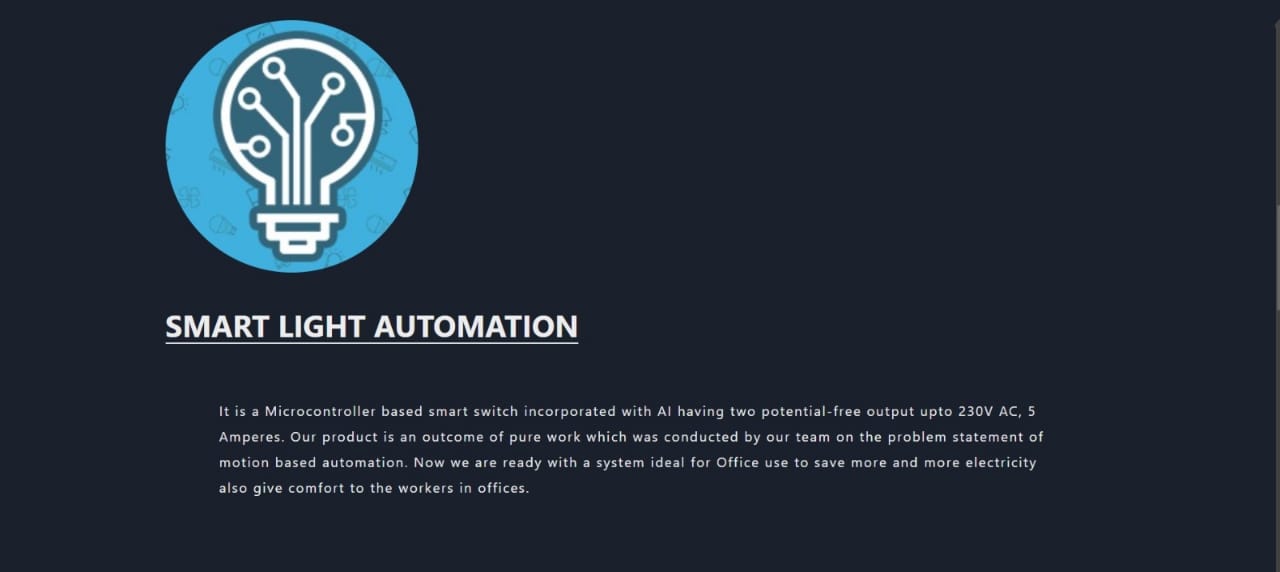 SMART LIGHT AUTOMATION
It is a Microcontroller based smart switch incorporated with AI having two potential-free output upto 230V AC, 5
Amperes. Our product is an outcome of pure work which was conducted by our team on the problem statement of
motion based automation. Now we are ready with a system ideal for Office use to save more and more electricity
also give comfort to the workers in offices.